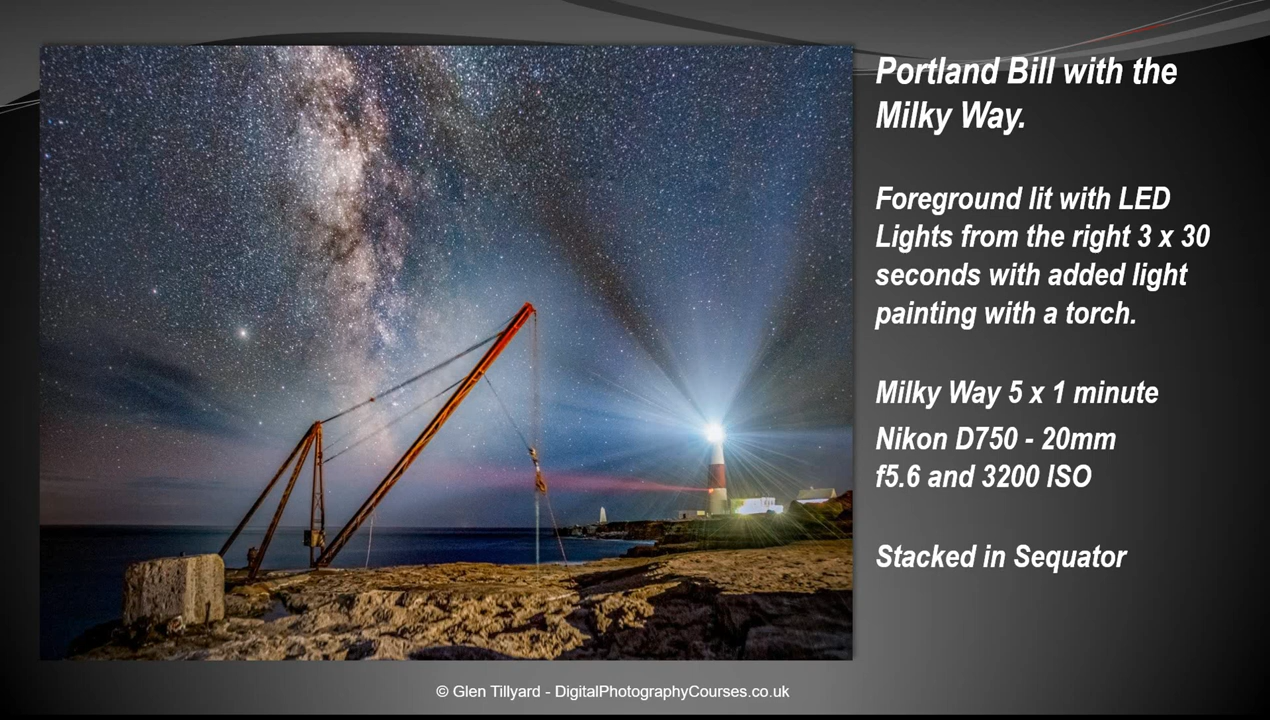 Portland Bill with the
Milky Way.
Foreground lit with LED
Lights from the right 3 x 30
seconds with added light
painting with a torch.
Milky Way 5 x 1 minute
Nikon D750 - 20mm
f5.6 and 3200 ISO
Stacked in Sequator
© Glen Tillyard - DigitalPhotographyCourses.co.uk